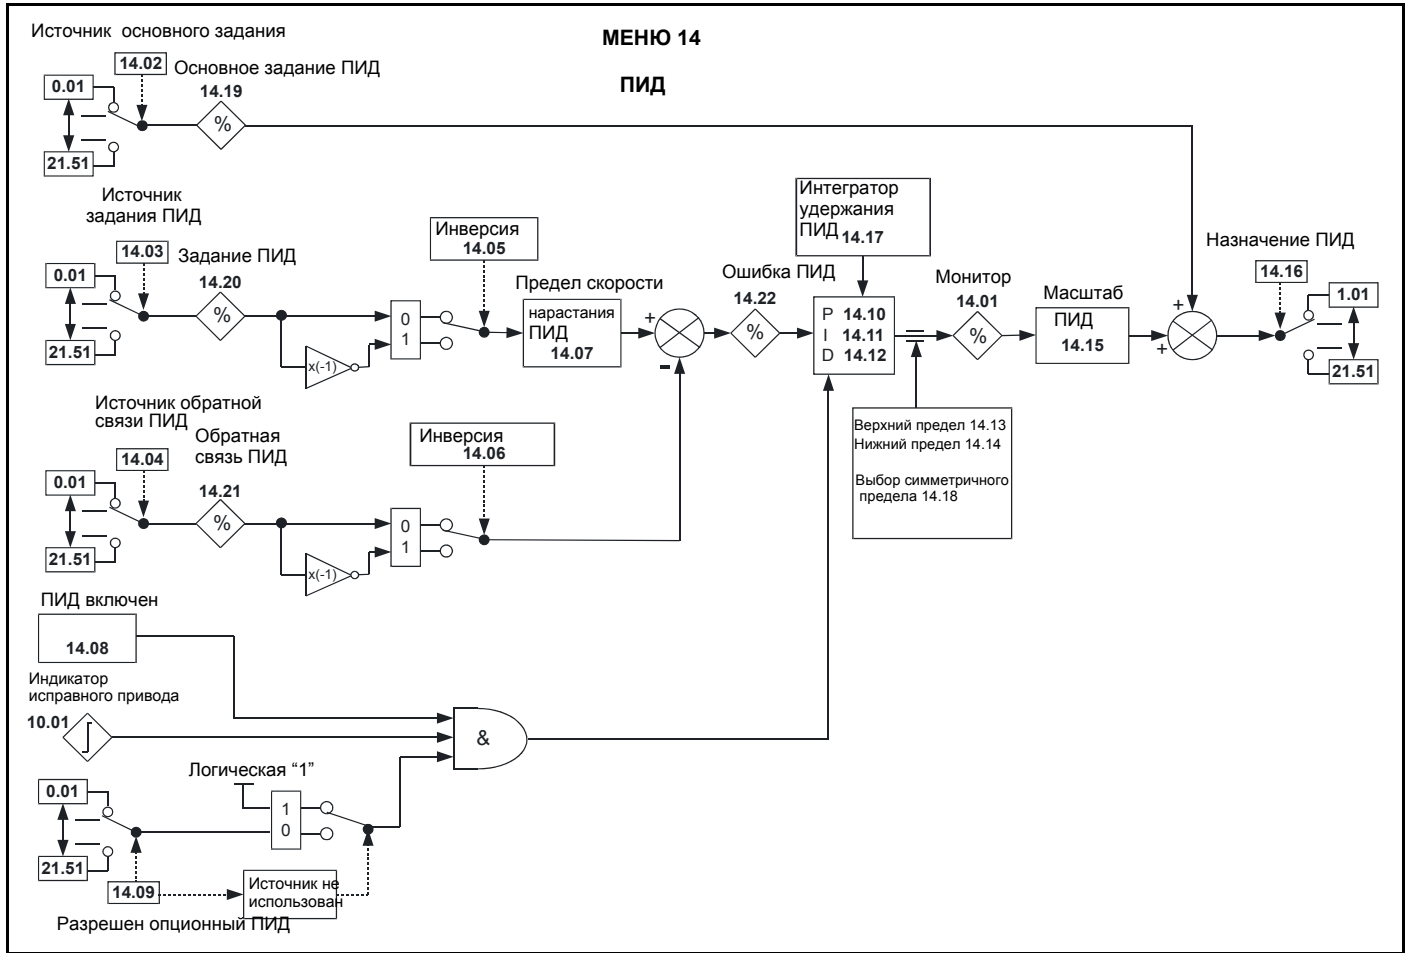 Источник основного задания
МЕНЮ 14
ПИД
14.02
Основное задание ПИД
0.01
14.19
%
21.51
Источник
задания ПИД
14.03
Задание ПИД
0.01
14.20
%
21.51
x(-1)
0
1
Инверсия
14.05
Предел скорости
нарастания
ПИД
14.07
+
-
Ошибка ПИД
14.22
%
Интегратор
удержания
ПИД 14.17
P 14.10
I 14.11
D 14.12
Монитор
14.01
%
Масштаб
ПИД
14.15
+
+
Назначение ПИД
14.16
1.01
21.51
Верхний предел 14.13
Нижний предел 14.14
Выбор симметричного
предела 14.18
Источник обратной
связи ПИД
14.04
Обратная
связь ПИД
0.01
14.21
%
21.51
x(-1)
0
1
Инверсия
14.06
ПИД включен
14.08
Индикатор
исправного привода
10.01
&
Логическая “1”
0.01
1
0
21.51
14.09
Источник не
использован
Разрешен опционный ПИД